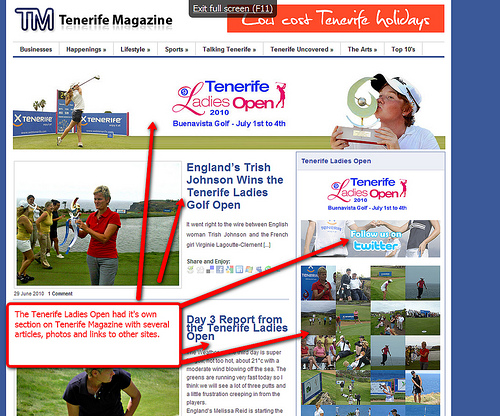 TM Tenerife Magazine
Exit full screen (F11)
Low cost Tenerife holidays
Businesses Happenings » Lifestyle » Sports » Talking Tenerife » Tenerife Uncovered » The Arts » Top 10's
Tenerife
Ladies Open
2010
Buenavista Golf - July 1st to 4th
TENERIFE TENERIFE
England's Trish
Johnson Wins the
Tenerife Ladies
Golf Open
It went right to the wire between English
woman Trish Johnson and the French
girl Virginie Lagoutte-Clement [...]
Share and Enjoy:
29 June 2010 1 Comment
Tenerife Ladies Open
Tenerife
Ladies Open
2010
Buenavista Golf - July 1st to 4th
Follow us on
twitter
The Tenerife Ladies Open had it's own
section on Tenerife Magazine with several
articles, photos and links to other sites.
Day 3 Report from
the Tenerife Ladies
Open
The weather third day is super
not too hot, about 21°c with a
moderate wind blowing off the sea. The
greens are running very fast today so I
think we will see a lot of three putts and
a little frustration creeping in from the
players.
England's Melissa Reid is starting the